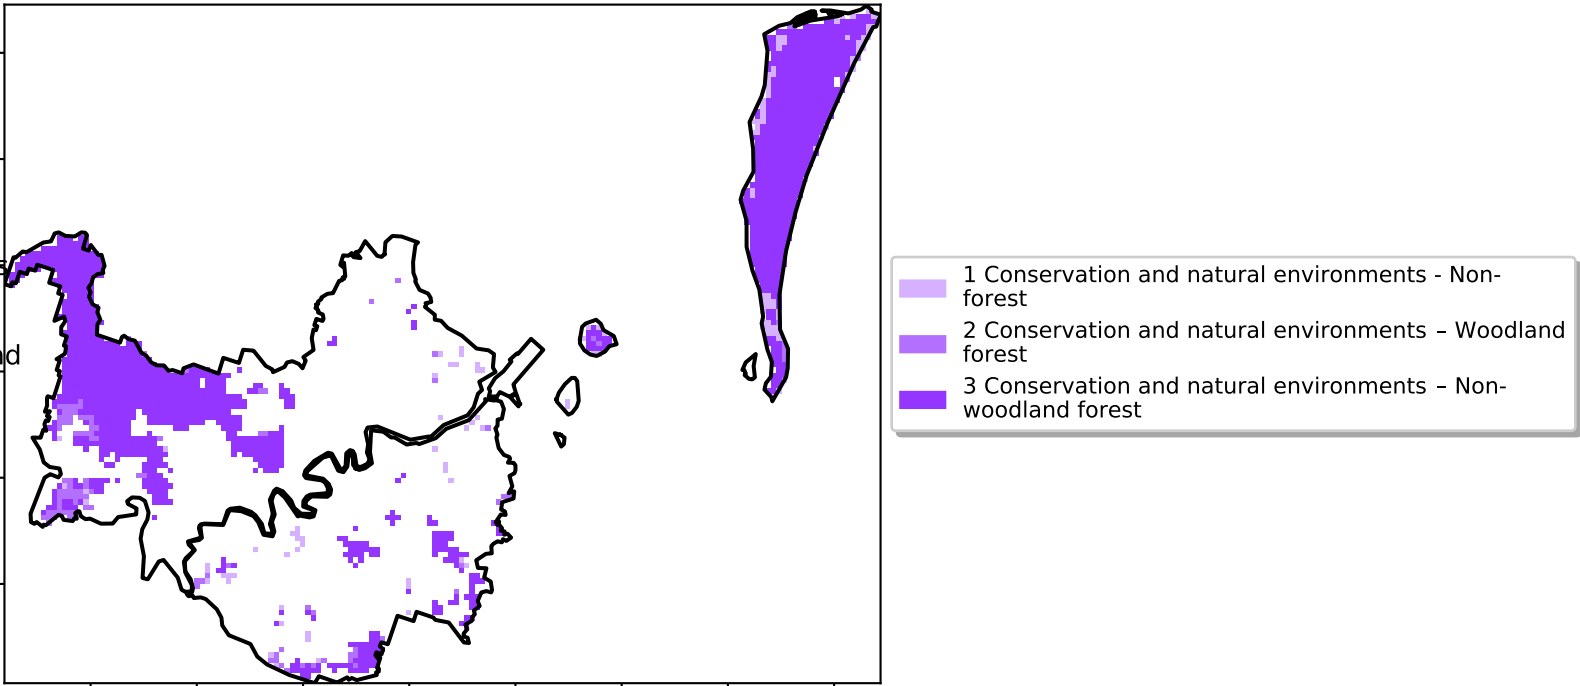 1 Conservation and natural environments - Non-
forest
2 Conservation and natural environments – Woodland
forest
3 Conservation and natural environments – Non-
woodland forest